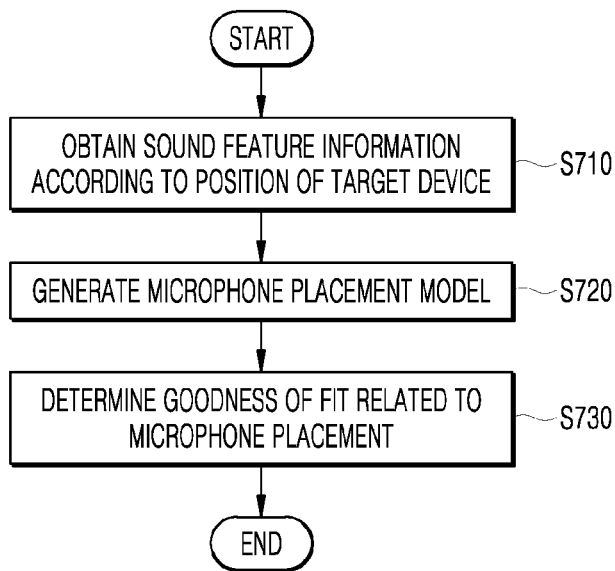 START
OBTAIN SOUND FEATURE INFORMATION
ACCORDING TO POSITION OF TARGET DEVICE
S710
GENERATE MICROPHONE PLACEMENT MODEL
S720
DETERMINE GOODNESS OF FIT RELATED TO
MICROPHONE PLACEMENT
S730
END